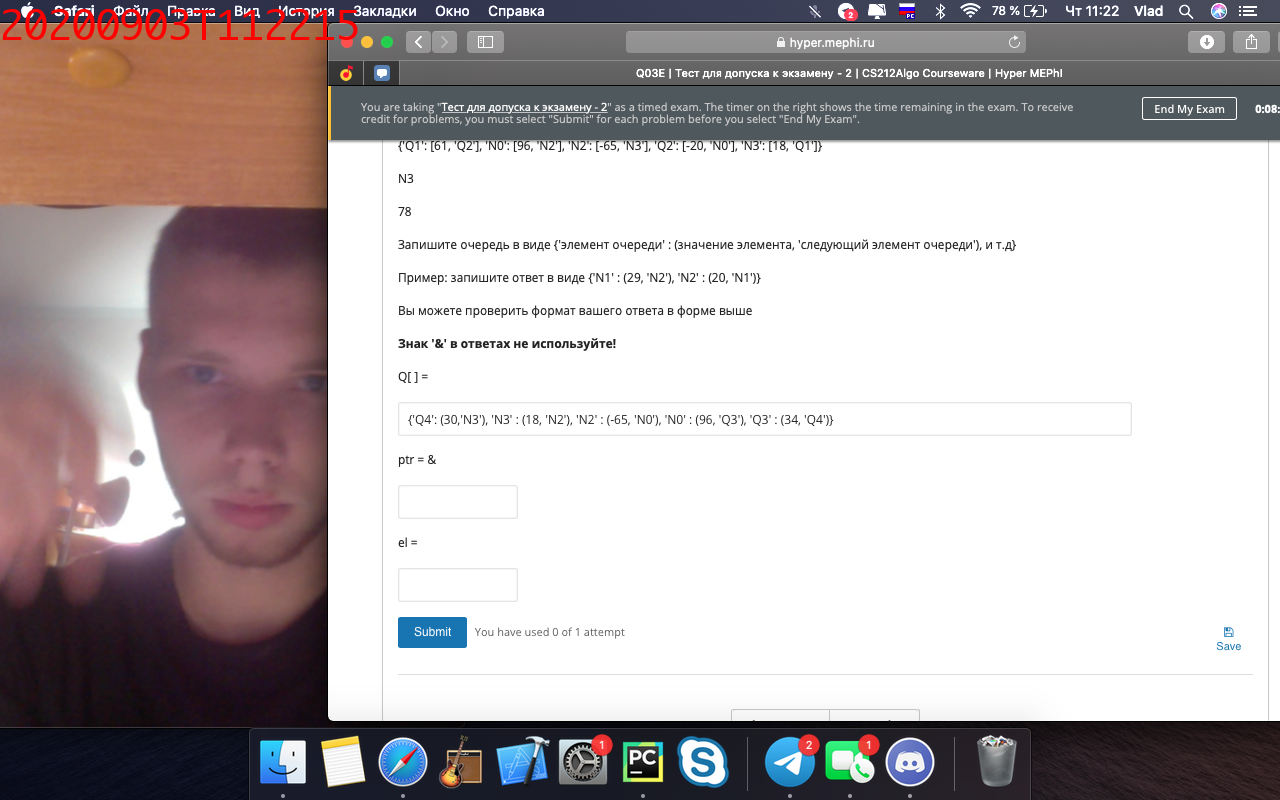 Safari Файл Правка Вид История Закладки Окно Справка 2 РС 78 % Чт 11:22 Vlad
20200903T112215
hyper.mephi.ru
Q03E | Тест для допуска к экзамену - 2 | CS212Algo Courseware | Hyper MEPhI
You are taking "Тест для допуска к экзамену - 2" as a timed exam. The timer on the right shows the time remaining in the exam. To receive
credit for problems, you must select "Submit" for each problem before you select "End My Exam".
End My Exam
0:08:
{'Q1': [61, 'Q2'], 'N0': [96, 'N2'], 'N2': [-65, 'N3'], 'Q2': [-20, 'N0'], 'N3': [18, 'Q1']}
N3
78
Запишите очередь в виде {'элемент очереди' : (значение элемента, 'следующий элемент очереди'), и т.д}
Пример: запишите ответ в виде {'N1' : (29, 'N2'), 'N2' : (20, 'N1')}
Вы можете проверить формат вашего ответа в форме выше
Знак '&' в ответах не используйте!
Q[ ] =
{'Q4': (30,'N3'), 'N3' : (18, 'N2'), 'N2' : (-65, 'N0'), 'N0' : (96, 'Q3'), 'Q3' : (34, 'Q4')}
ptr = &
el =
Submit
You have used 0 of 1 attempt
Save
1
PC
2
1